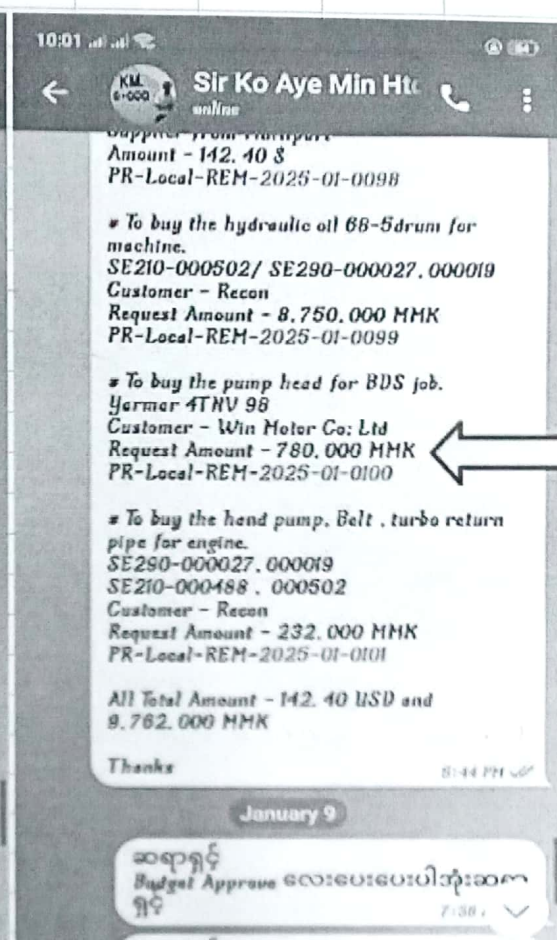 10:01
KM
Sir Ko Aye Min Ht
online
Amount - 142. 40 $
PR-Local-REM-2025-01-0098
# To buy the hydraulic oil 68-5drum for
machine.
SE210-000502/ SE290-000027. 000019
Customer - Recon
Request Amount - 8.750. 000 MMK
PR-Local-REM-2025-01-0099
# To buy the pump head for BDS job.
Yarmar 4TNV 98
Customer - Win Motor Co; Ltd
Request Amount - 780. 000 MMK
PR-Local-REM-2025-01-0100
# To buy the hand pump, Belt , turbo return
pipe for engine.
SE290-000027. 000019
SE210-000488 , 000502
Customer - Recon
Request Amount - 232. 000 MMK
PR-Local-REM-2025-01-0101
All Total Amount - 142. 40 USD and
9.762. 000 MMK
Thanks
8:44 PM
January 9
ဆရာရှင့်
Budget Approve လေးပေးပေးပါအုံးဆရာ
ရှင့်
7:38